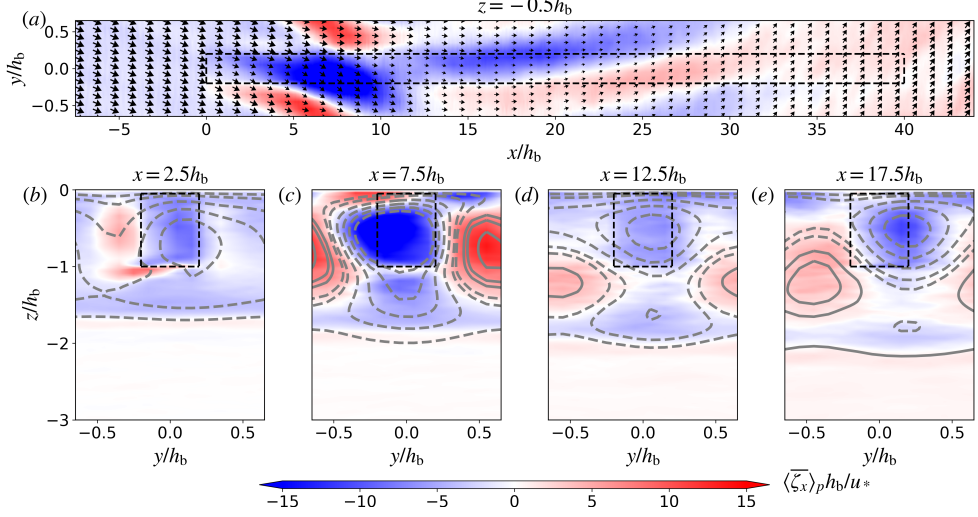 z = −0.5h_b
(a)
0.5
0.0
−0.5
y/h_b
−5 0 5 10 15 20 25 30 35 40
x/h_b
(b) x = 2.5h_b (c) x = 7.5h_b (d) x = 12.5h_b (e) x = 17.5h_b
0
−1
−2
−3
z/h_b
−0.5 0.0 0.5 −0.5 0.0 0.5 −0.5 0.0 0.5 −0.5 0.0 0.5
y/h_b y/h_b y/h_b y/h_b
⟨ζ̅_x⟩_p h_b/u_*
−15 −10 −5 0 5 10 15